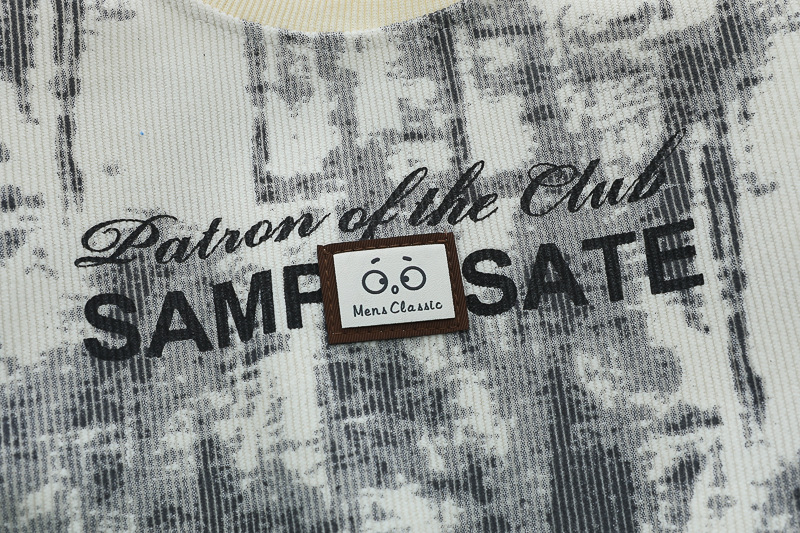 Patron of the Club
SAMP SATE
Mens Classic